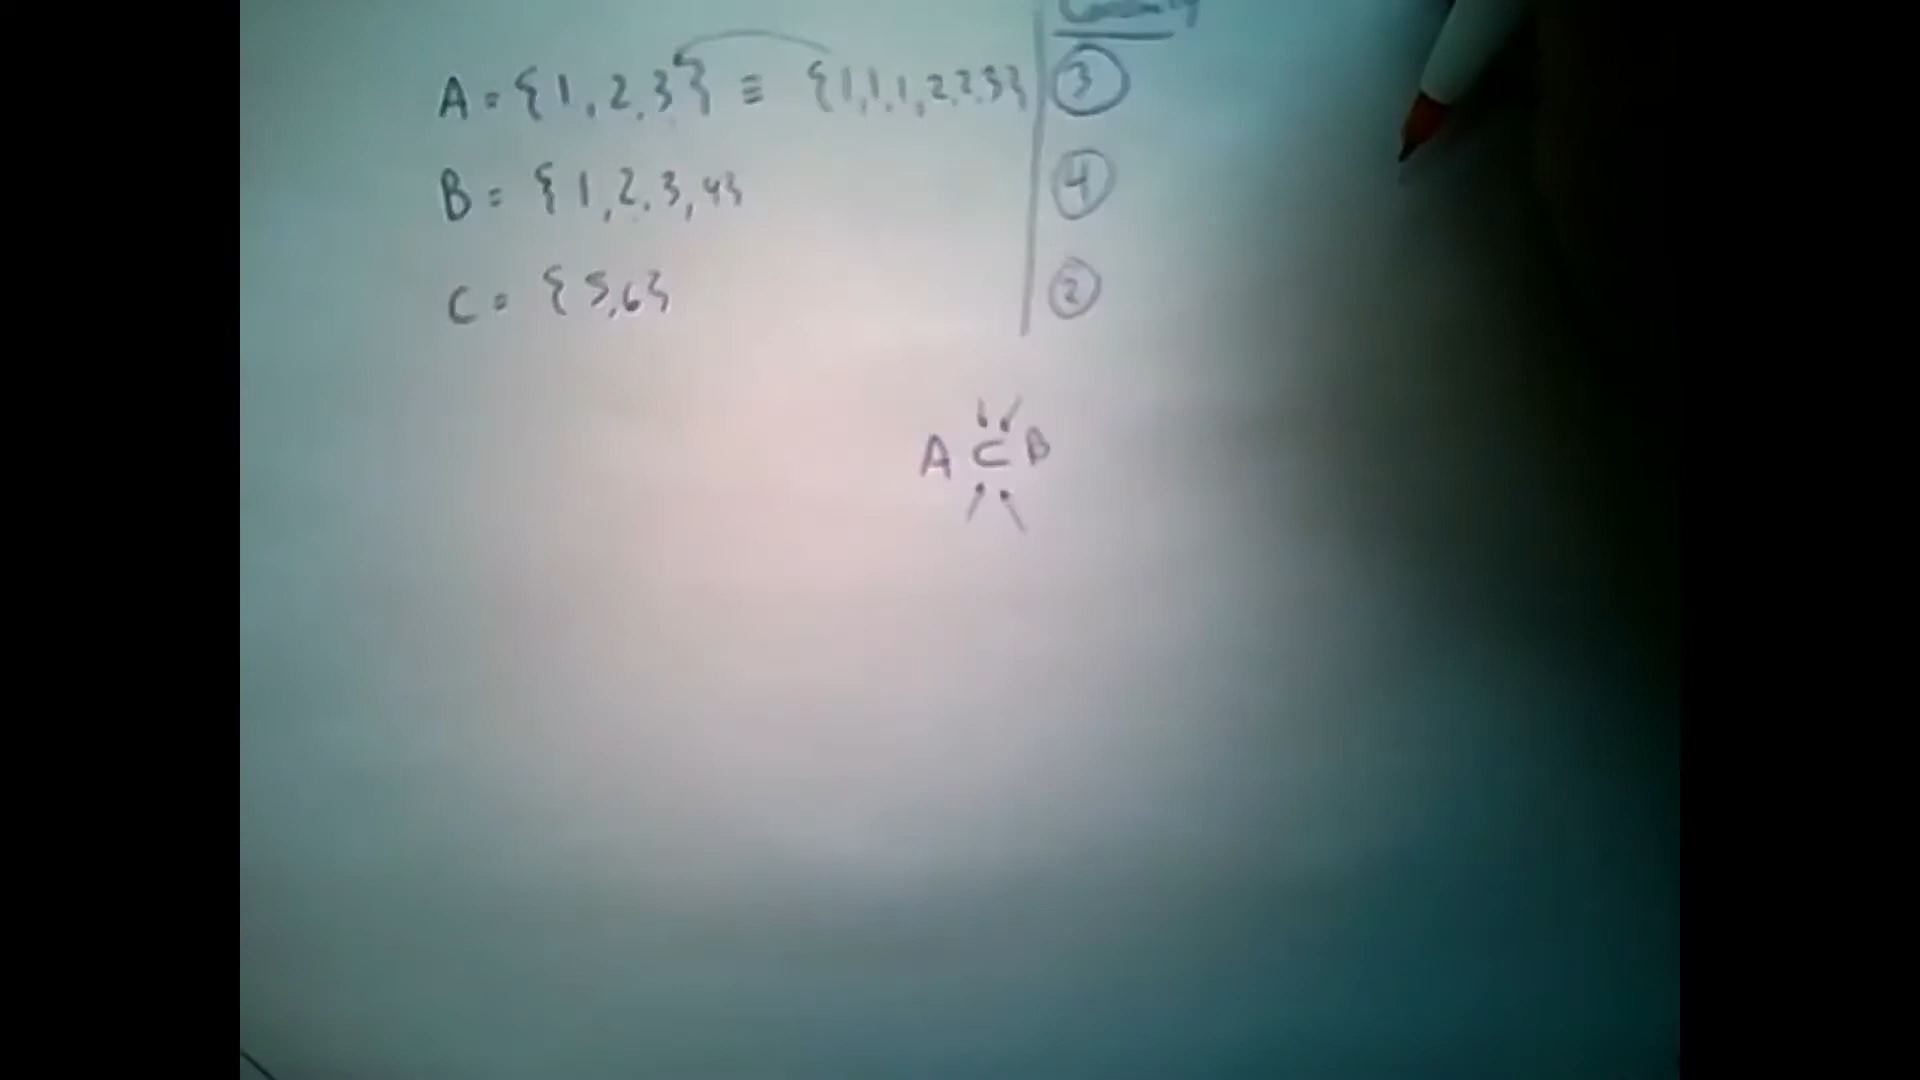 A = {1, 2, 3} ≡ {1,1,1,2,2,3} 3
B = {1, 2, 3, 4} 4
C = {5,6} 2
A ⊂ B